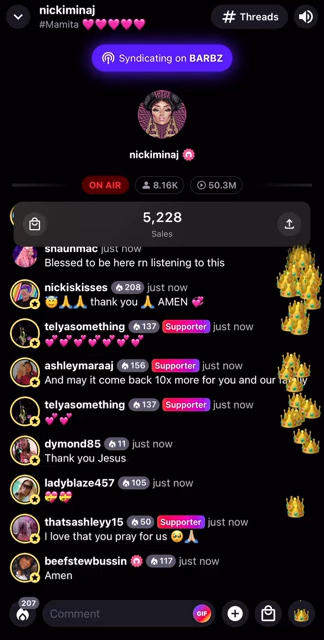 nickiminaj
#Mamita 💕💕💕💕💕
# Threads
Syndicating on BARBZ
nickiminaj
ON AIR 8.16K 50.3M
5,228
Sales
shaunmac just now
Blessed to be here rn listening to this
nickiskisses 208 just now
😇🙏🙏 thank you 🙏 AMEN 💞
telyasomething 137 Supporter just now
💕💕💕💕💕💕💕
ashleymaraaj 156 Supporter just now
And may it come back 10x more for you and our family
telyasomething 137 Supporter just now
💕💕
dymond85 11 just now
Thank you Jesus
ladyblaze457 105 just now
💝💝
thatsashleyy15 50 Supporter just now
I love that you pray for us 🥺🙏🏼
beefstewbussin 117 just now
Amen
207
Comment GIF